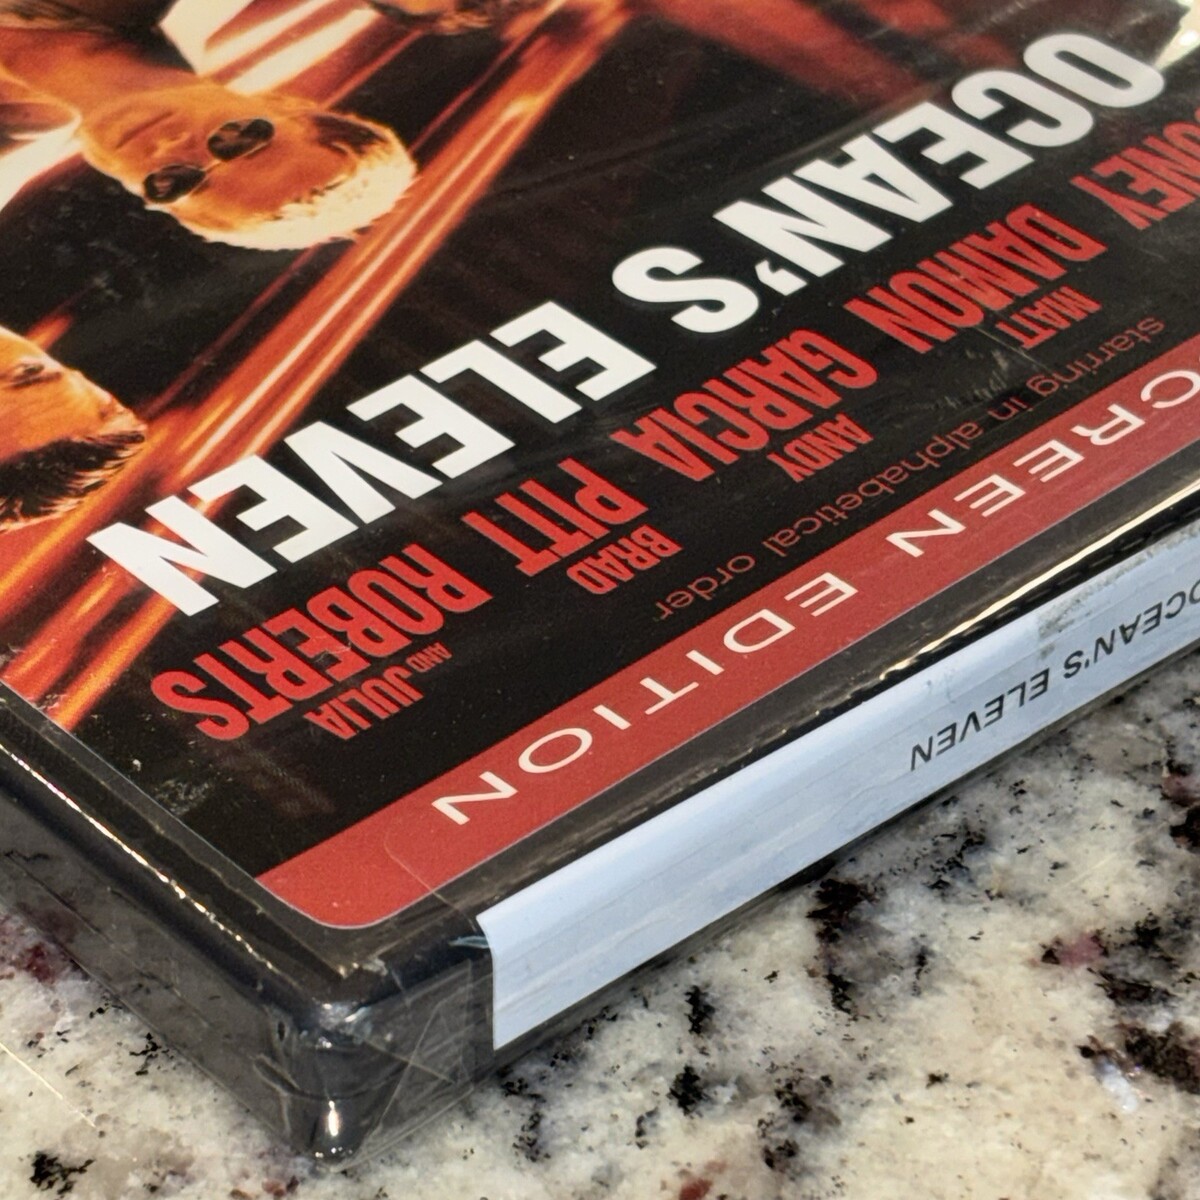 OCEAN'S ELEVEN
CREEN EDITION
starring in alphabetical order
MATT ANDY BRAD AND JULIA
ONEY DAMON GARCIA PITT ROBERTS
OCEAN'S ELEVEN